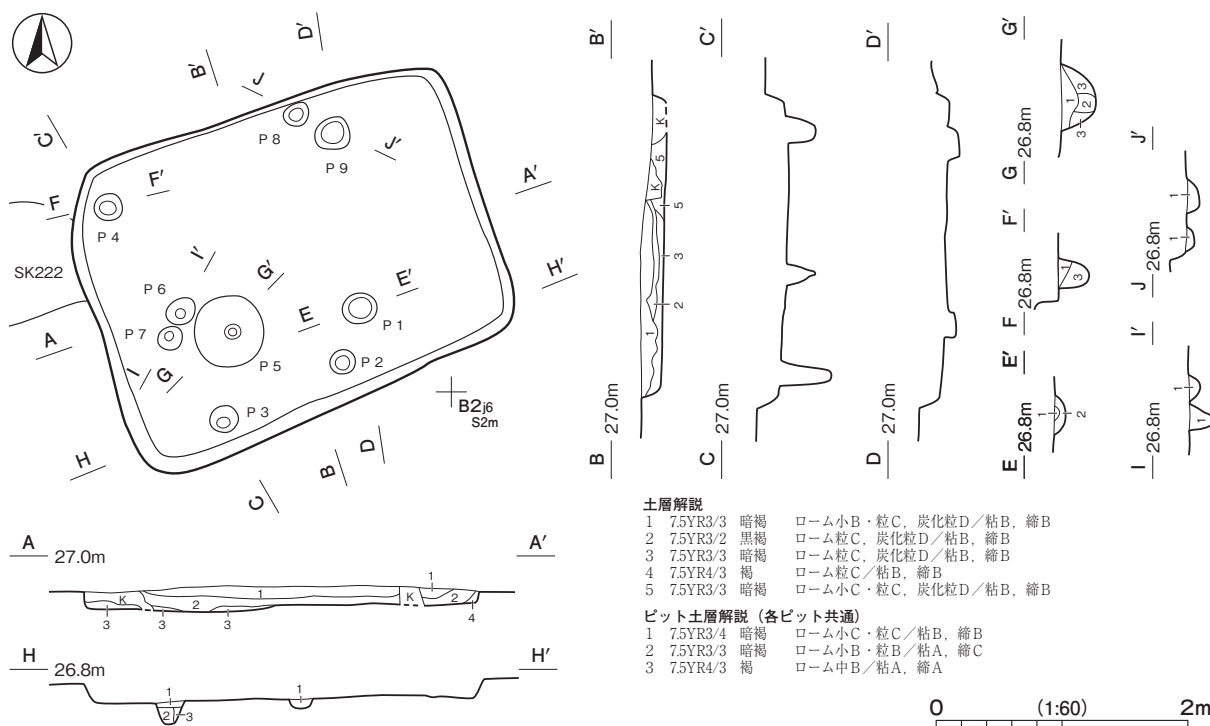 D′
B′
J
C′
P 8
P 9
J′
A′
F
F′
P 4
I′
G′
H′
SK222
P 6
E
E′
P 1
P 7
A
P 5
P 2
I
G
B2j6
S2m
P 3
H
D
B
C
B′
C′
D′
G′
K
5
K
5
3
2
1
27.0m
27.0m
27.0m
B
C
D
3
1
2
3
26.8m
G
F′
1
3
26.8m
F
E′
1
2
26.8m
E
J′
1
1
26.8m
J
I′
1
1
26.8m
I
A
27.0m
A′
K
1
2
K
1
2
3
3
3
4
H
26.8m
H′
1
2
3
1
土層解説
1 7.5YR3/3 暗褐 ローム小B・粒C，炭化粒D／粘B，締B
2 7.5YR3/2 黒褐 ローム粒C，炭化粒D／粘B，締B
3 7.5YR3/3 暗褐 ローム粒C，炭化粒D／粘B，締B
4 7.5YR4/3 褐 ローム粒C／粘B，締B
5 7.5YR3/3 暗褐 ローム小C・粒C，炭化粒D／粘B，締B
ピット土層解説（各ピット共通）
1 7.5YR3/4 暗褐 ローム小C・粒C／粘B，締B
2 7.5YR3/3 暗褐 ローム小B・粒B／粘A，締C
3 7.5YR4/3 褐 ローム中B／粘A，締A
0 (1:60) 2m